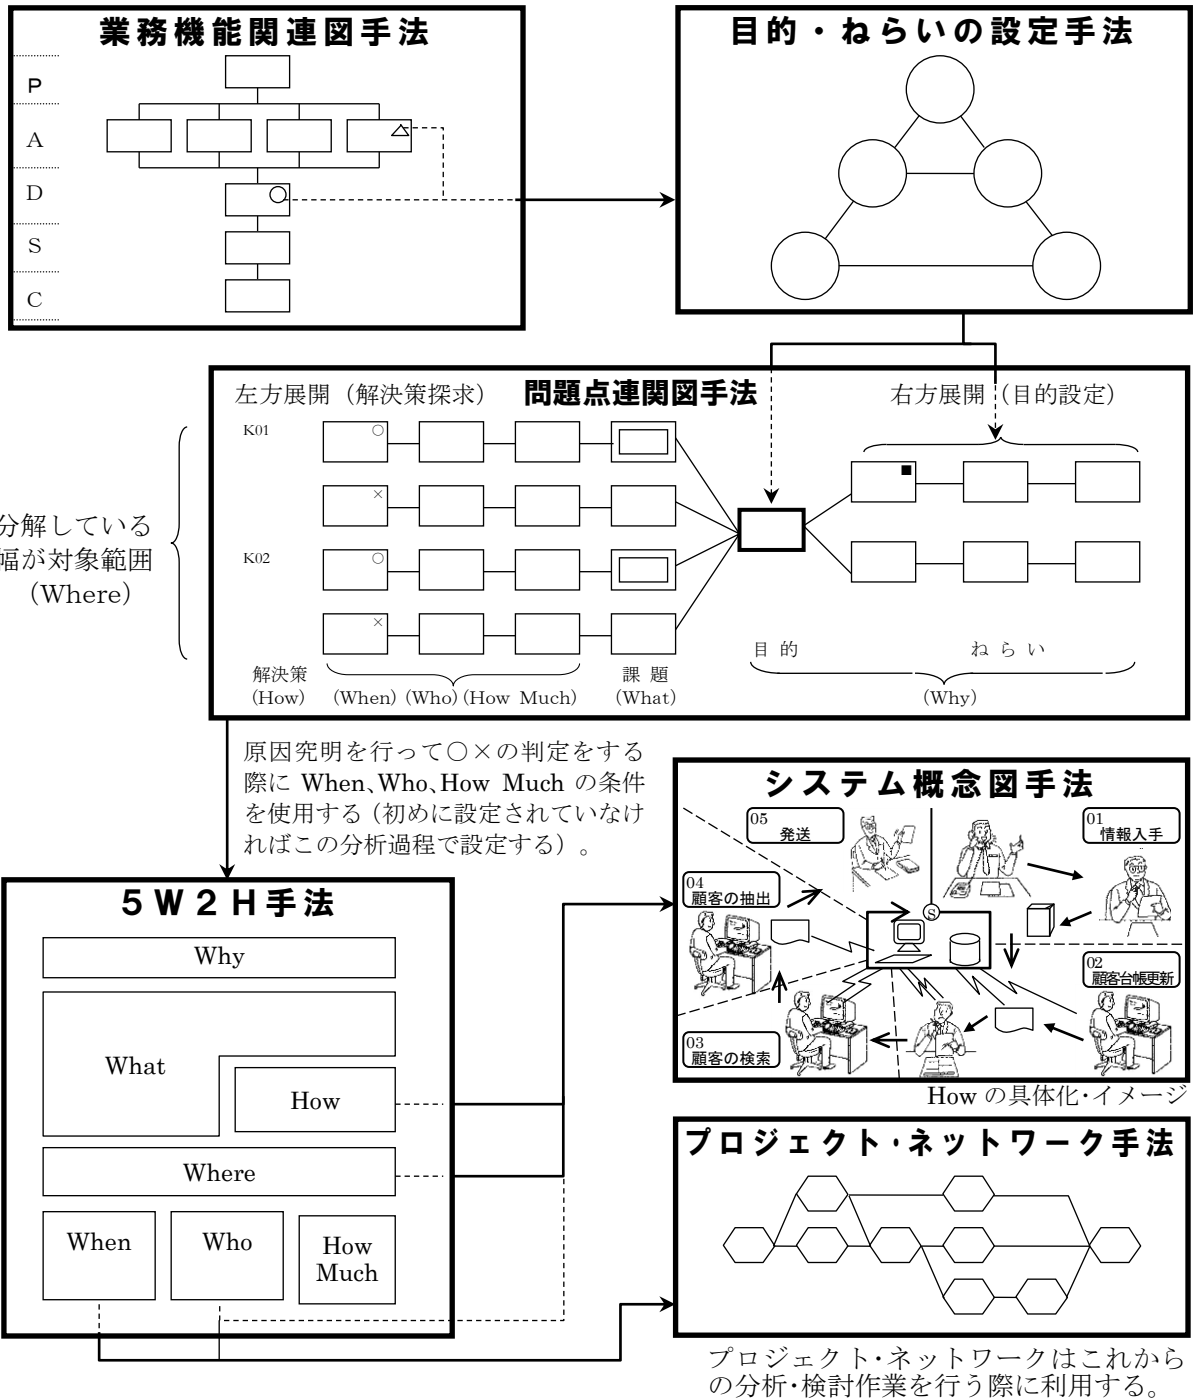 業務機能関連図手法
P
A
D
S
C
目的・ねらいの設定手法
問題点連関図手法
左方展開（解決策探求）
右方展開（目的設定）
K01
K02
分解している
幅が対象範囲
（Where）
解決策
(How)
(When) (Who) (How Much)
課 題
(What)
目 的
ね ら い
(Why)
原因究明を行って○×の判定をする
際に When、Who、How Much の条件
を使用する（初めに設定されていなけ
ればこの分析過程で設定する）。
5W2H手法
Why
What
How
Where
When
Who
How
Much
システム概念図手法
05
発送
01
情報入手
04
顧客の抽出
S
02
顧客台帳更新
03
顧客の検索
How の具体化・イメージ
プロジェクト・ネットワーク手法
プロジェクト・ネットワークはこれから
の分析・検討作業を行う際に利用する。